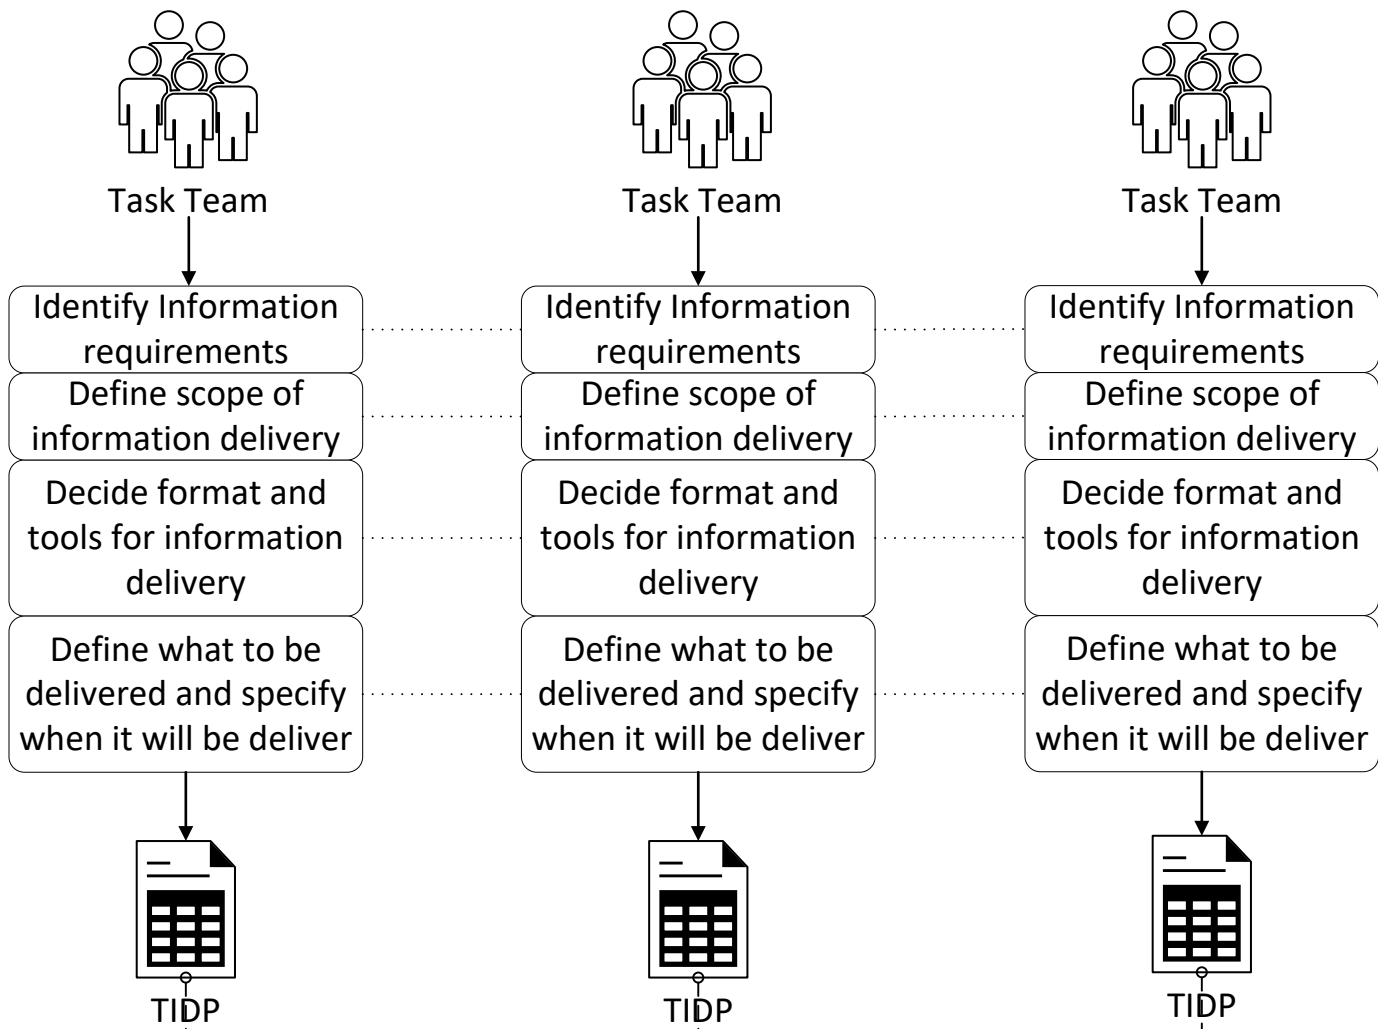 Task Team
Task Team
Task Team
Identify Information
requirements
Identify Information
requirements
Identify Information
requirements
Define scope of
information delivery
Define scope of
information delivery
Define scope of
information delivery
Decide format and
tools for information
delivery
Decide format and
tools for information
delivery
Decide format and
tools for information
delivery
Define what to be
delivered and specify
when it will be deliver
Define what to be
delivered and specify
when it will be deliver
Define what to be
delivered and specify
when it will be deliver
TIDP
TIDP
TIDP